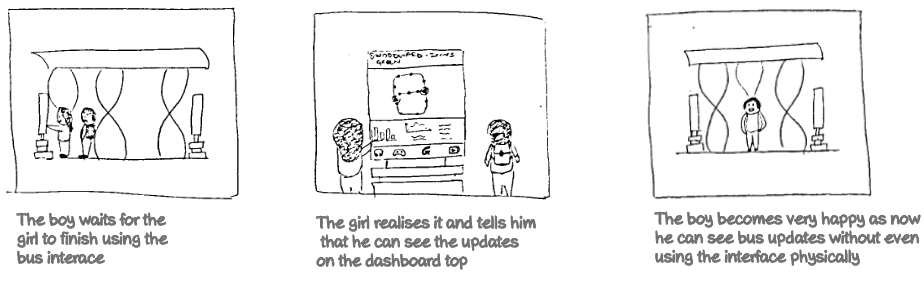 The boy waits for the
girl to finish using the
bus interace
The girl realises it and tells him
that he can see the updates
on the dashboard top
The boy becomes very happy as now
he can see bus updates without even
using the interface physically